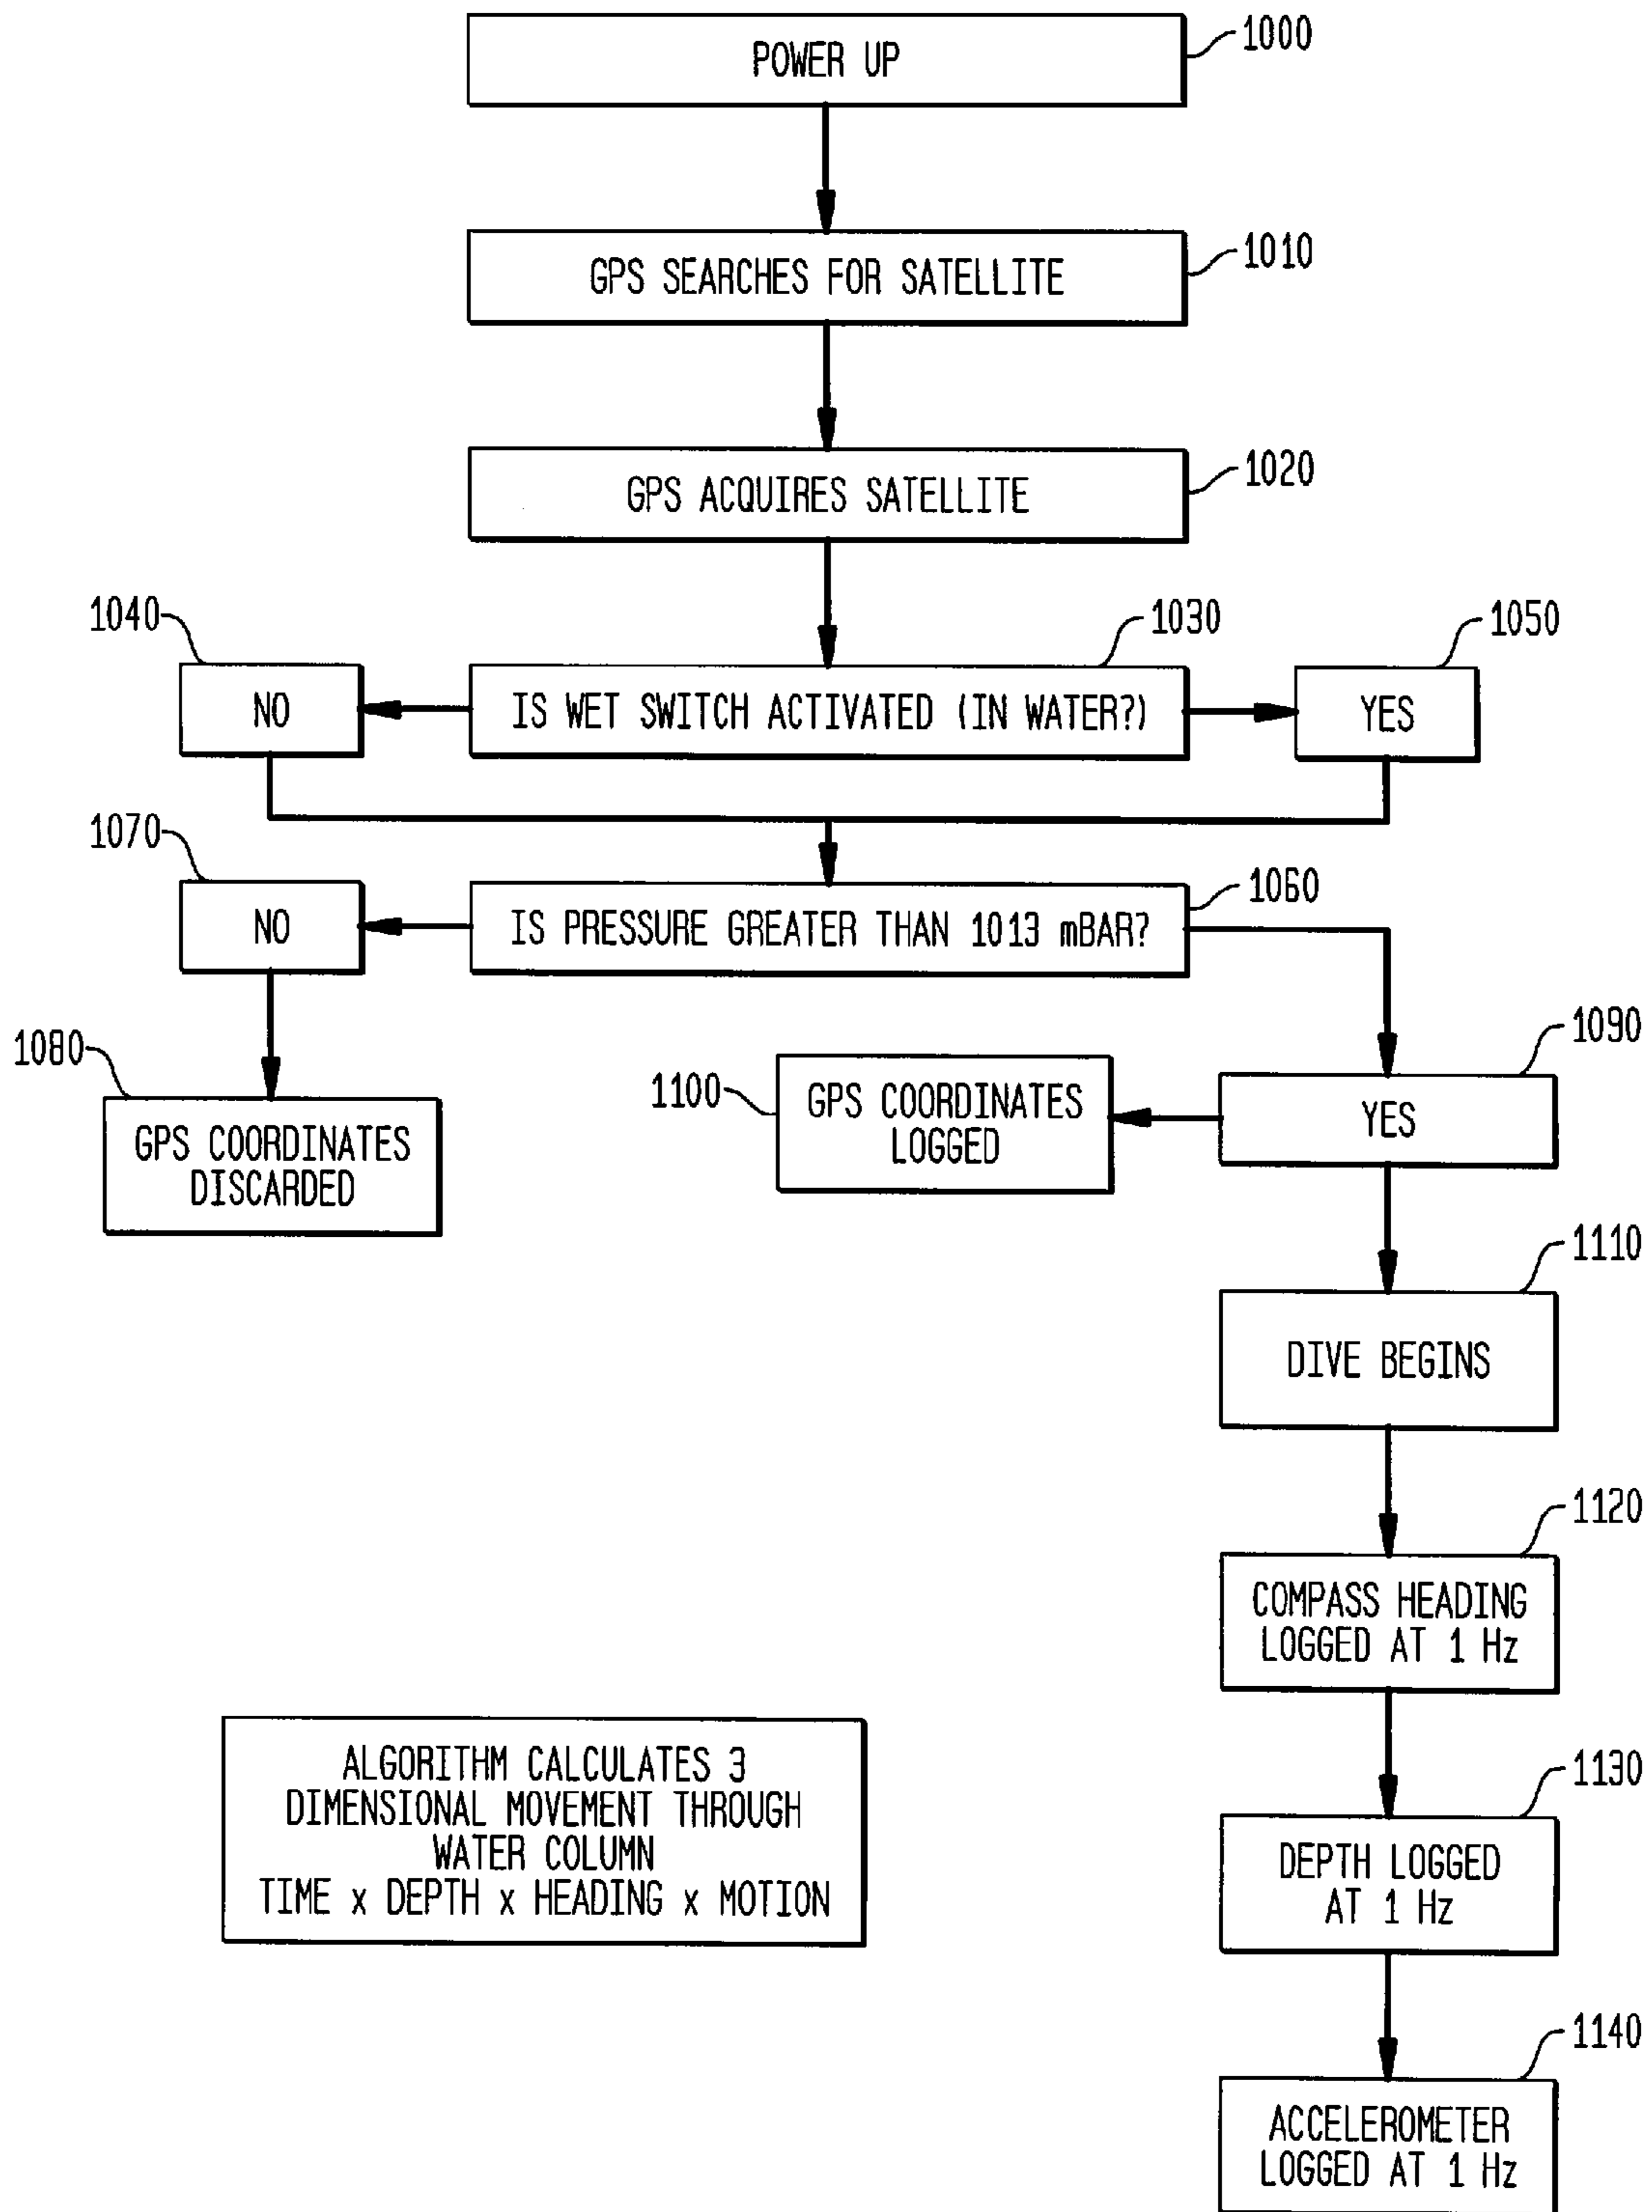 POWER UP
1000
GPS SEARCHES FOR SATELLITE
1010
GPS ACQUIRES SATELLITE
1020
1040
1030
1050
NO
IS WET SWITCH ACTIVATED (IN WATER?)
YES
1070
1060
NO
IS PRESSURE GREATER THAN 1013 mBAR?
1080
GPS COORDINATES
DISCARDED
1090
YES
1100
GPS COORDINATES
LOGGED
1110
DIVE BEGINS
1120
COMPASS HEADING
LOGGED AT 1 Hz
ALGORITHM CALCULATES 3
DIMENSIONAL MOVEMENT THROUGH
WATER COLUMN
TIME x DEPTH x HEADING x MOTION
1130
DEPTH LOGGED
AT 1 Hz
1140
ACCELEROMETER
LOGGED AT 1 Hz